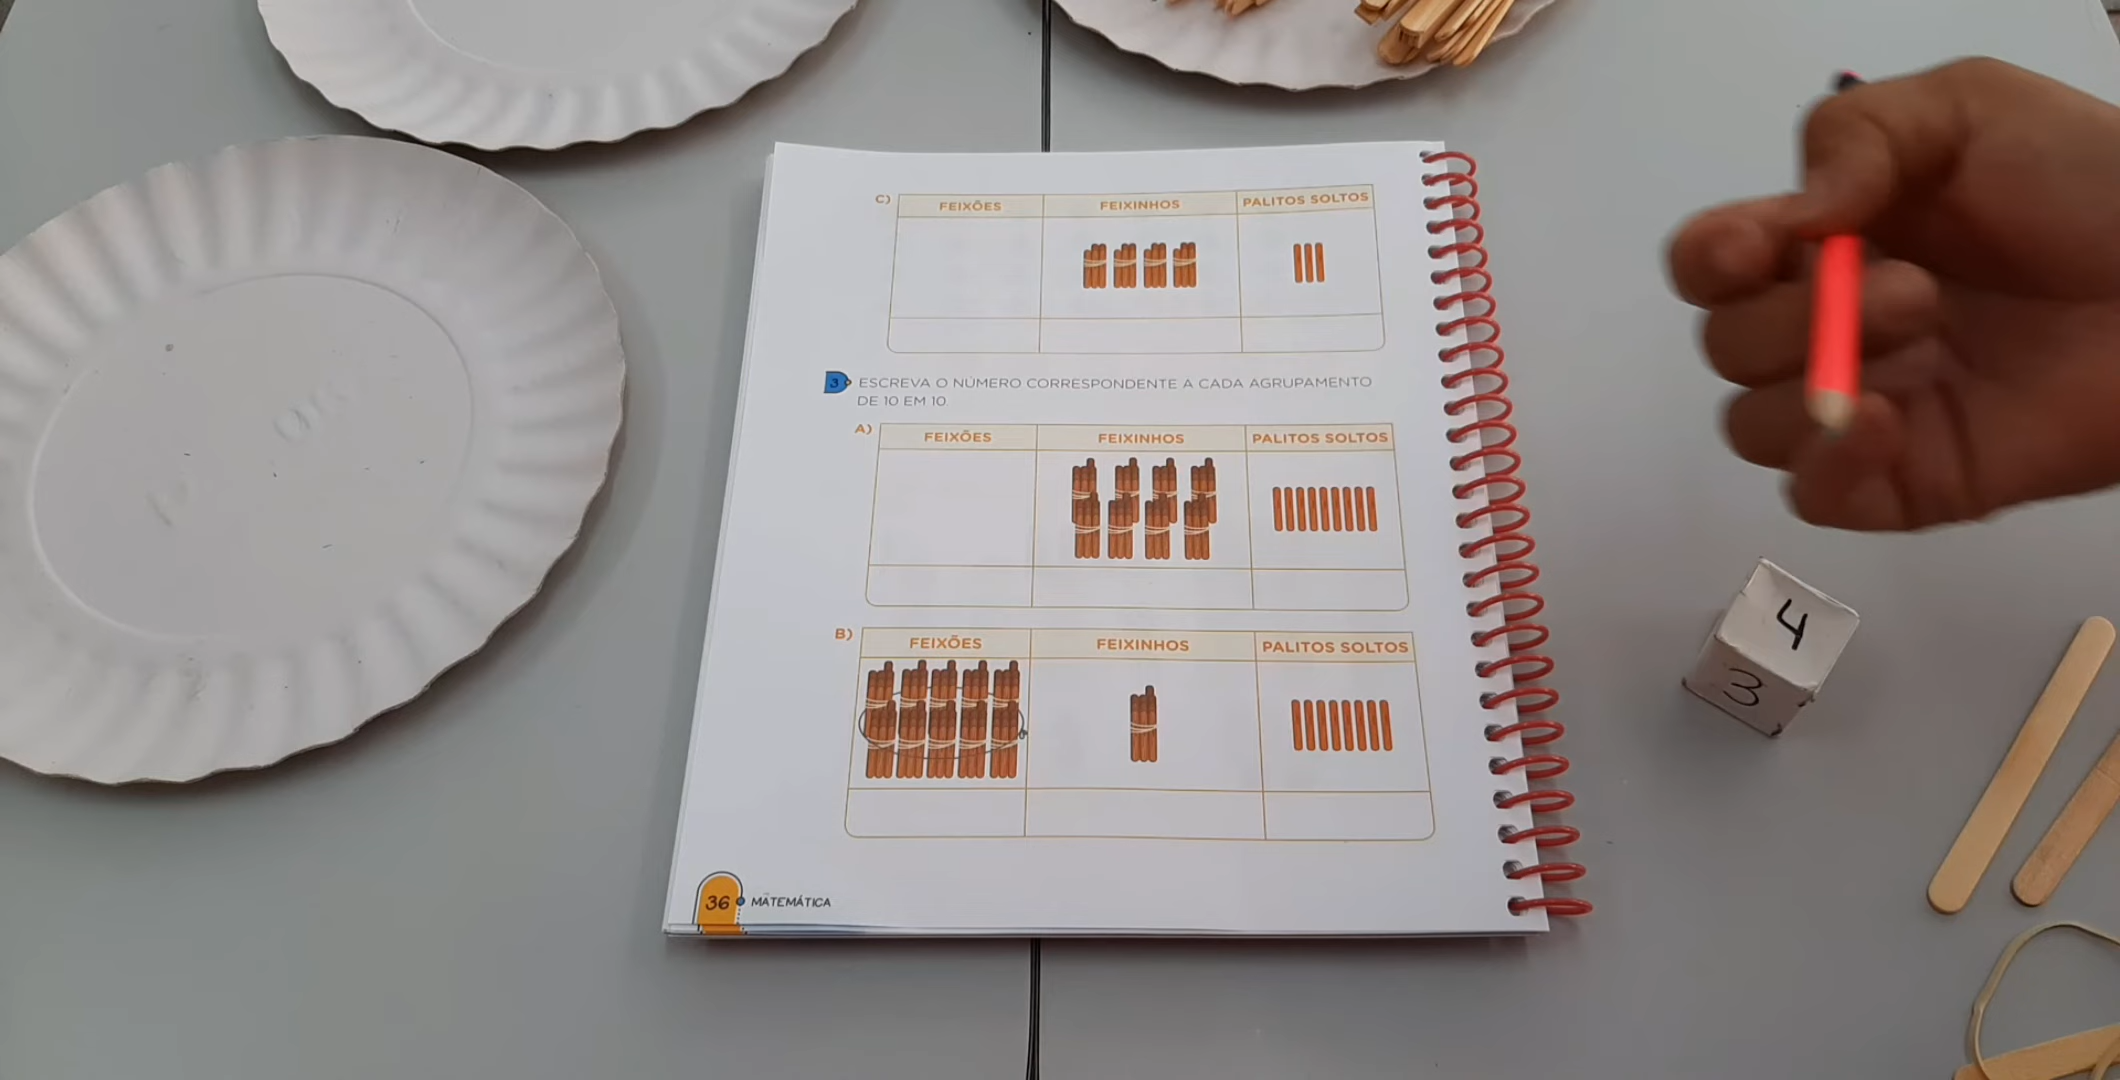 C)
FEIXÕES FEIXINHOS PALITOS SOLTOS
3 ESCREVA O NÚMERO CORRESPONDENTE A CADA AGRUPAMENTO
DE 10 EM 10.
A)
FEIXÕES FEIXINHOS PALITOS SOLTOS
B)
FEIXÕES FEIXINHOS PALITOS SOLTOS
4
3
36 MATEMÁTICA